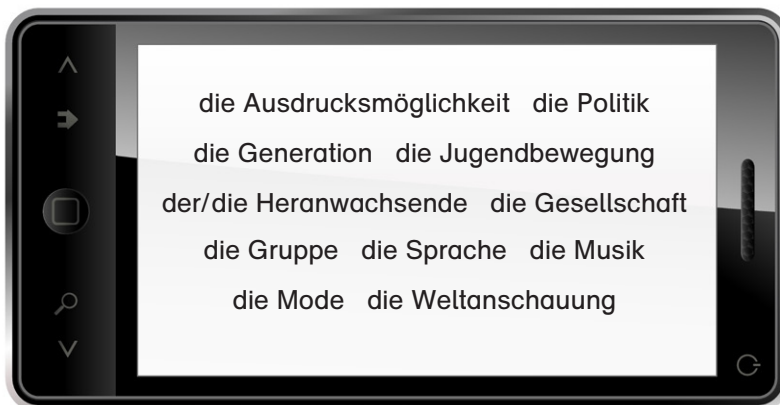 die Ausdrucksmöglichkeit die Politik
die Generation die Jugendbewegung
der/die Heranwachsende die Gesellschaft
die Gruppe die Sprache die Musik
die Mode die Weltanschauung